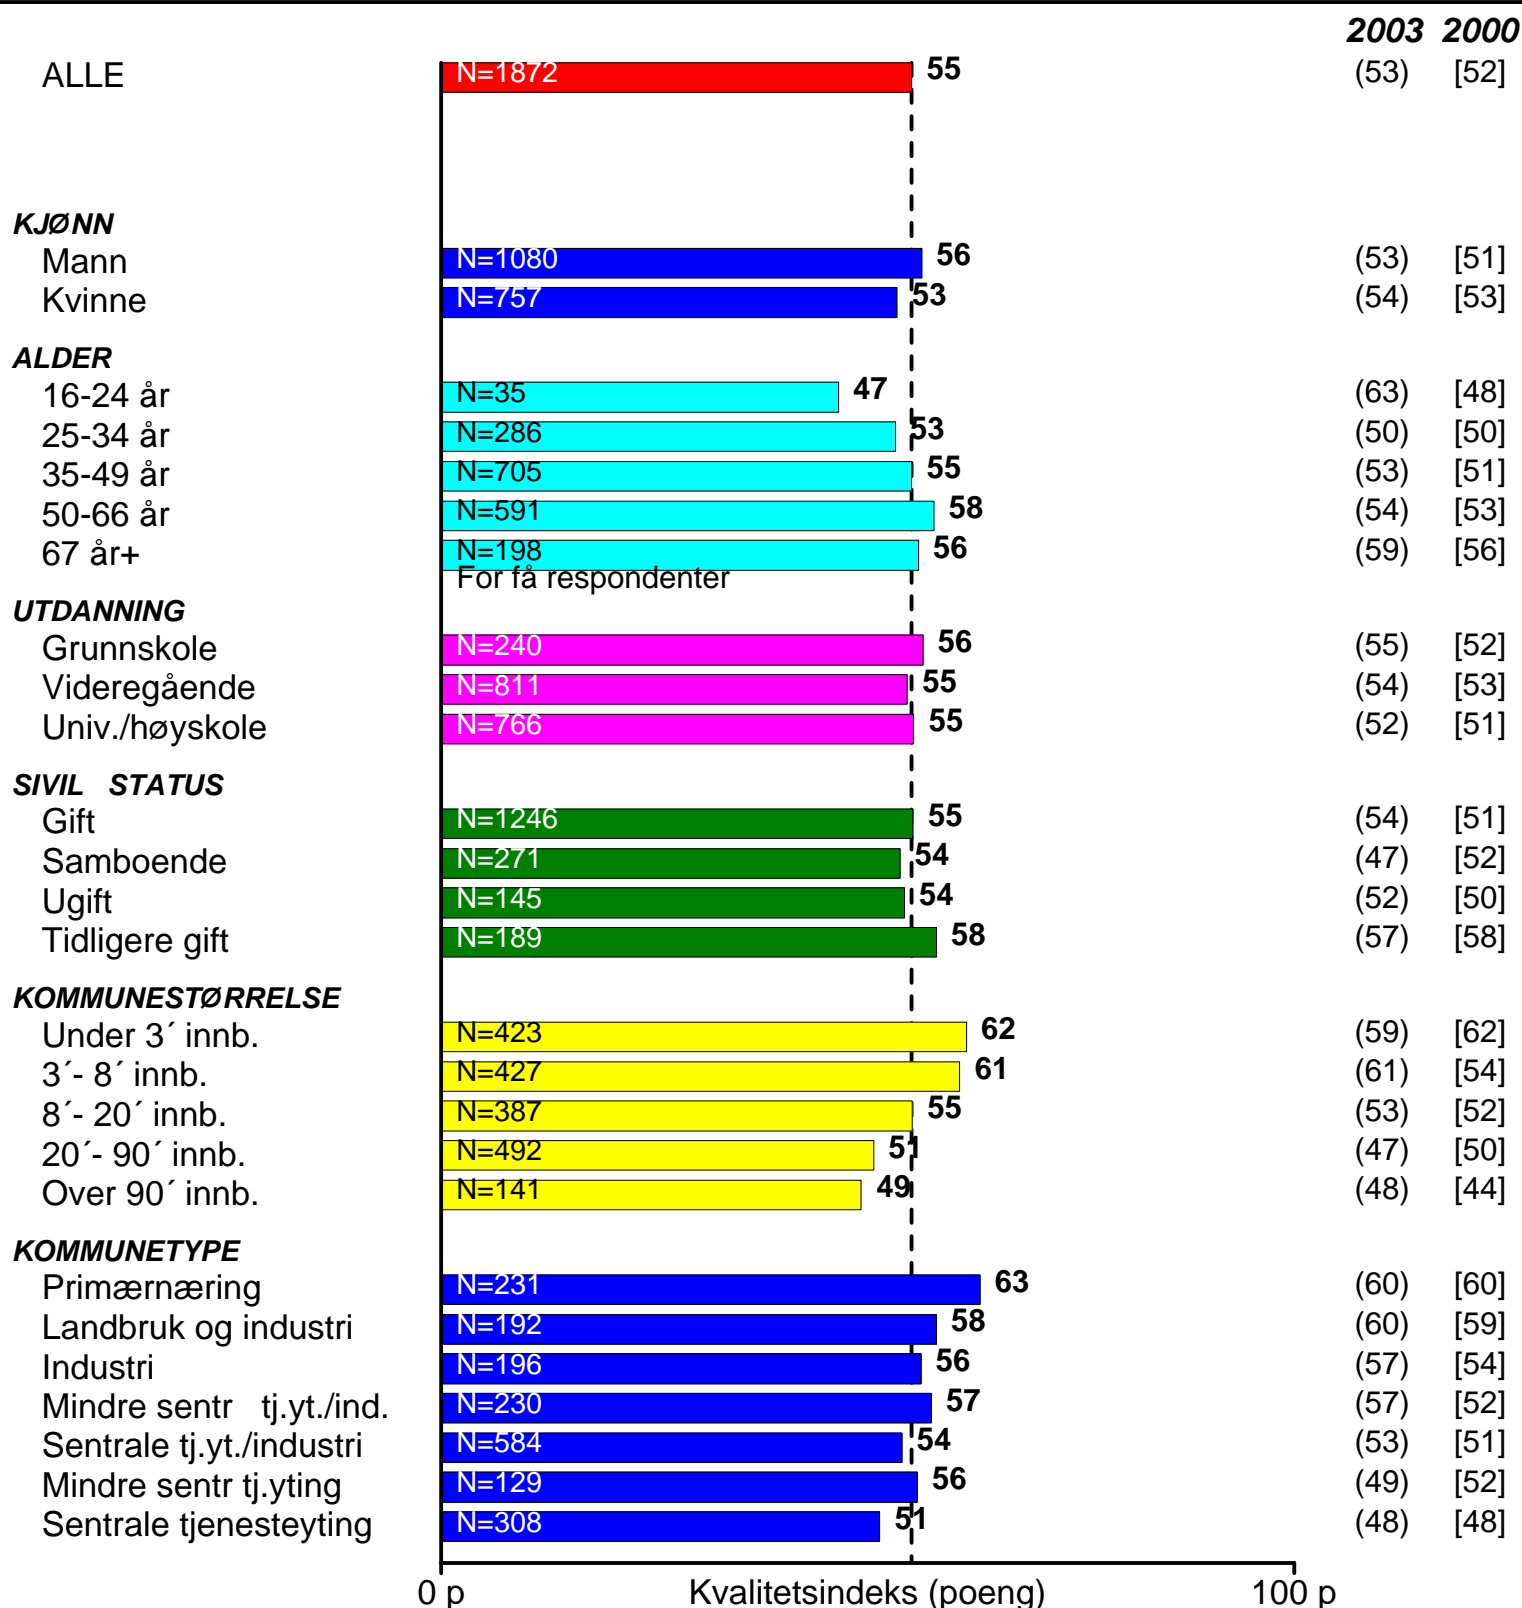 2003 2000
ALLE N=1872 55 (53) [52]
KJØNN
Mann N=1080 56 (53) [51]
Kvinne N=757 53 (54) [53]
ALDER
16-24 år N=35 47 (63) [48]
25-34 år N=286 53 (50) [50]
35-49 år N=705 55 (53) [51]
50-66 år N=591 58 (54) [53]
67 år+ N=198 56 (59) [56]
For få respondenter
UTDANNING
Grunnskole N=240 56 (55) [52]
Videregående N=811 55 (54) [53]
Univ./høyskole N=766 55 (52) [51]
SIVIL STATUS
Gift N=1246 55 (54) [51]
Samboende N=271 54 (47) [52]
Ugift N=145 54 (52) [50]
Tidligere gift N=189 58 (57) [58]
KOMMUNESTØRRELSE
Under 3´ innb. N=423 62 (59) [62]
3´- 8´ innb. N=427 61 (61) [54]
8´- 20´ innb. N=387 55 (53) [52]
20´- 90´ innb. N=492 51 (47) [50]
Over 90´ innb. N=141 49 (48) [44]
KOMMUNETYPE
Primærnæring N=231 63 (60) [60]
Landbruk og industri N=192 58 (60) [59]
Industri N=196 56 (57) [54]
Mindre sentr tj.yt./ind. N=230 57 (57) [52]
Sentrale tj.yt./industri N=584 54 (53) [51]
Mindre sentr tj.yting N=129 56 (49) [52]
Sentrale tjenesteyting N=308 51 (48) [48]
0 p Kvalitetsindeks (poeng) 100 p